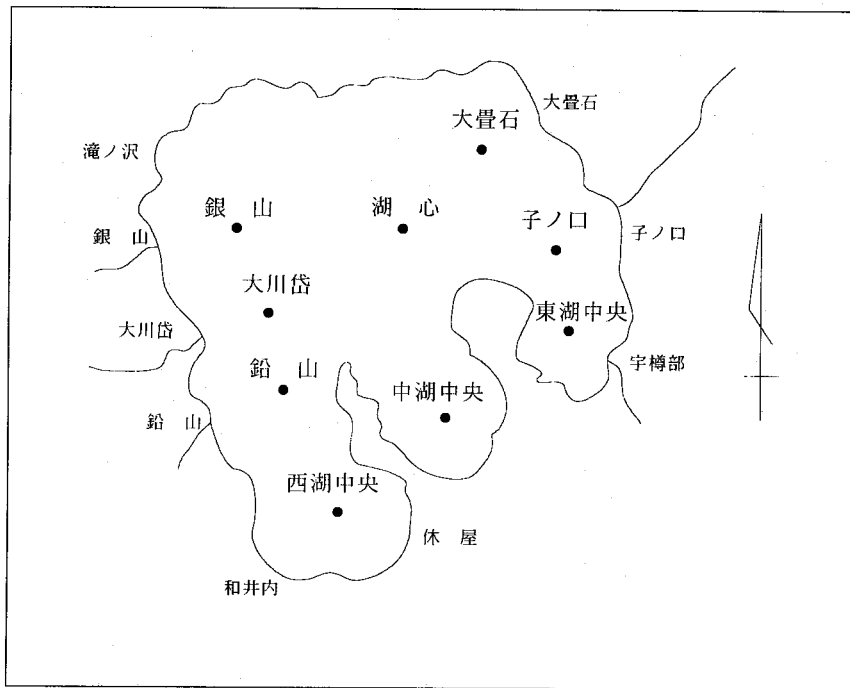 大畳石
大畳石
滝ノ沢
銀 山
湖 心
子ノ口
子ノ口
銀 山
大川岱
東湖中央
大川岱
宇樽部
鉛 山
中湖中央
鉛 山
西湖中央
休 屋
和井内